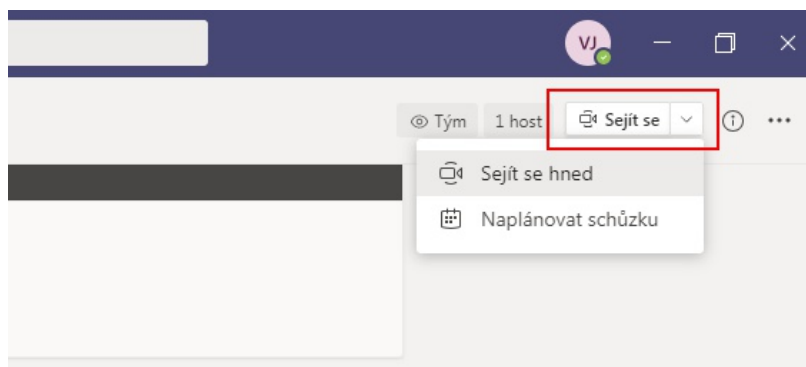 VJ
Tým 1 host Sejít se
Sejít se hned
Naplánovat schůzku